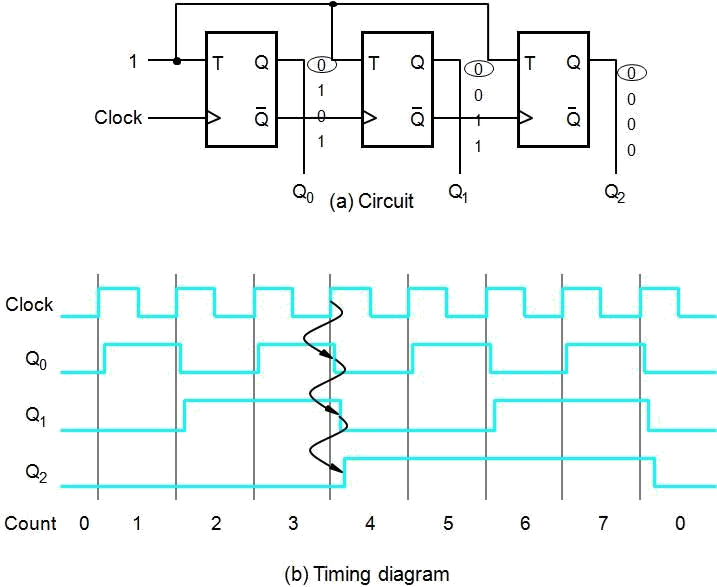 1 T Q 0 T Q 0 T Q 0
1 0 0
Clock Q Q Q
0 1 0
1 1 0
Q0 Q1 Q2
(a) Circuit
Clock
Q0
Q1
Q2
Count 0 1 2 3 4 5 6 7 0
(b) Timing diagram